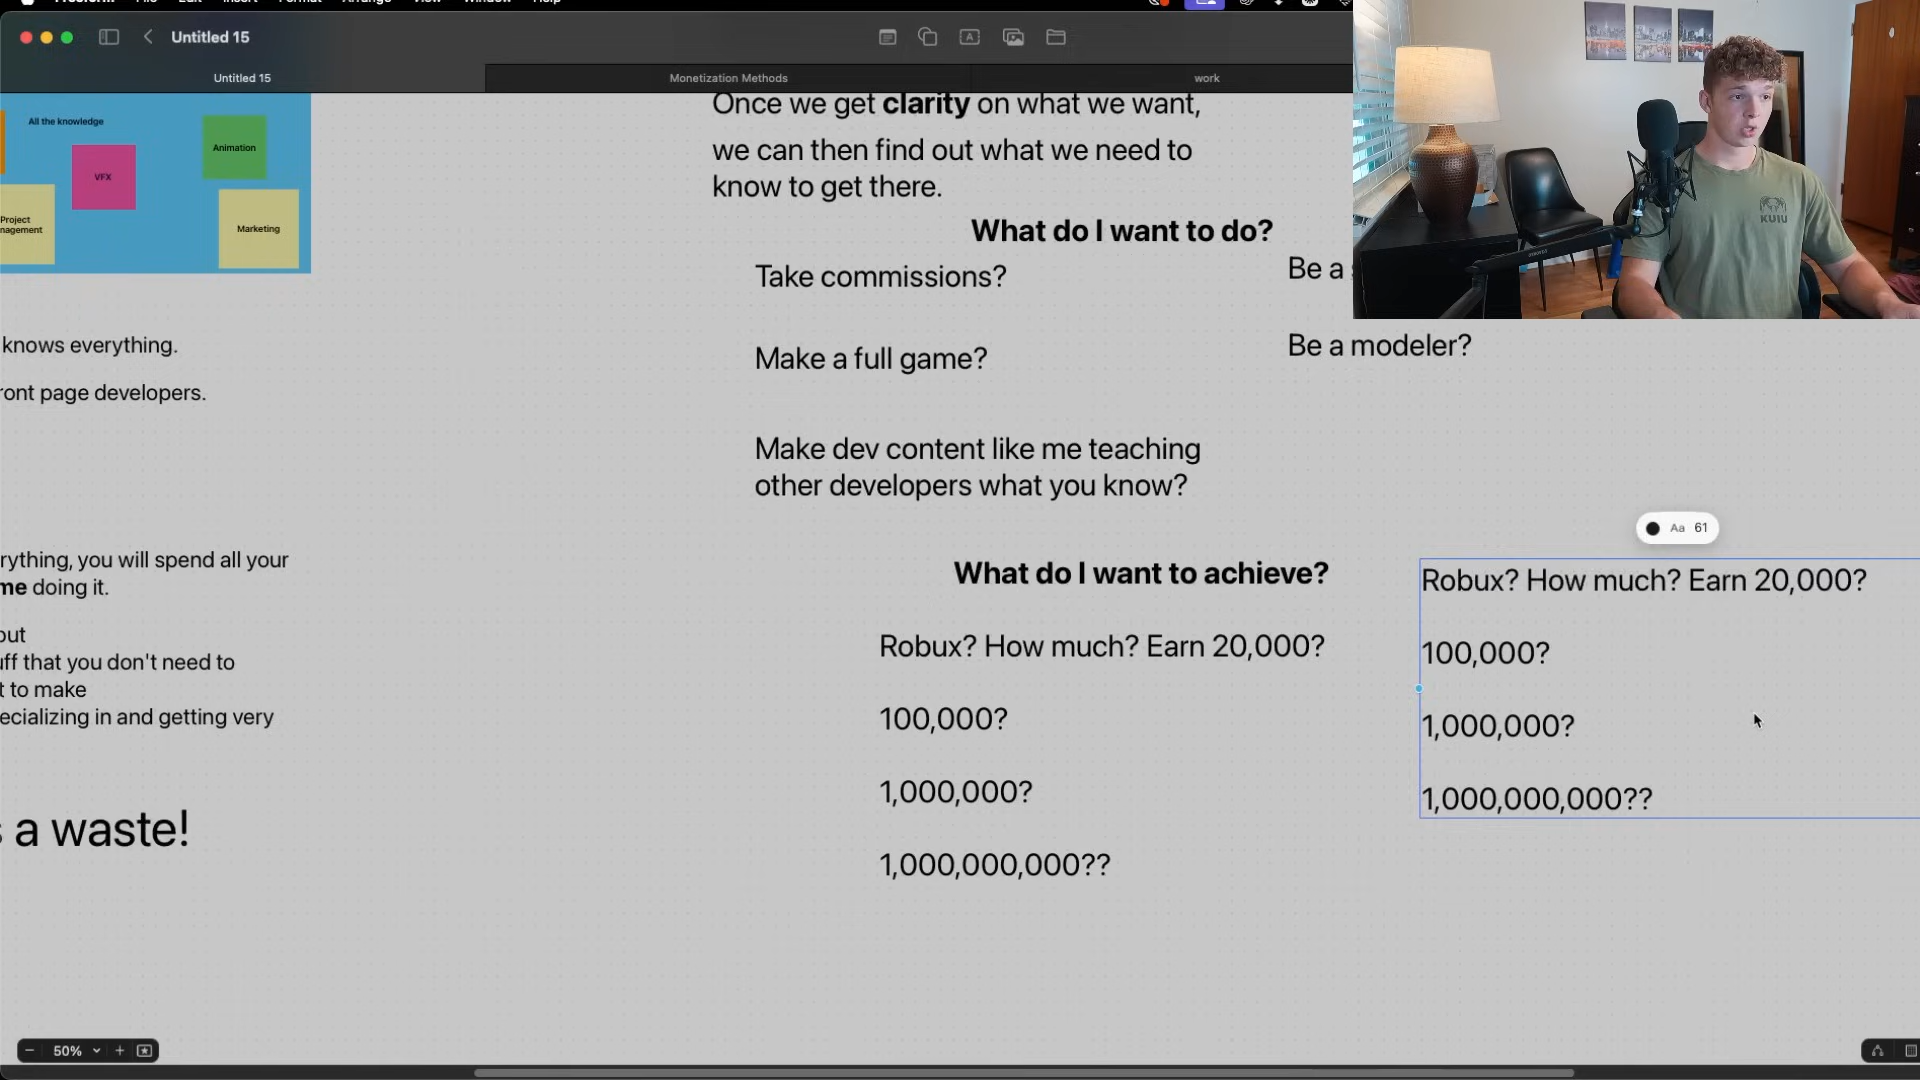 Untitled 15
Untitled 15
Monetization Methods
work
All the knowledge
VFX
Animation
Project
nagement
Marketing
knows everything.
ront page developers.
rything, you will spend all your
me doing it.
out
uff that you don't need to
t to make
ecializing in and getting very
s a waste!
Once we get clarity on what we want,
we can then find out what we need to
know to get there.
What do I want to do?
Take commissions?
Be a
Make a full game?
Be a modeler?
Make dev content like me teaching
other developers what you know?
What do I want to achieve?
Robux? How much? Earn 20,000?
100,000?
1,000,000?
1,000,000,000??
Aa 61
Robux? How much? Earn 20,000?
100,000?
1,000,000?
1,000,000,000??
KUIU
50%